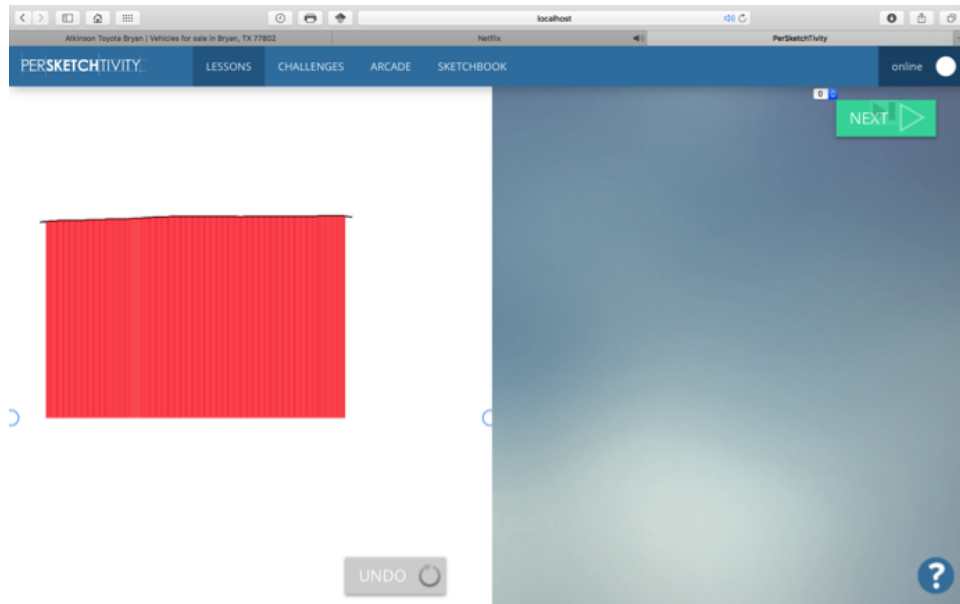 localhost
Atkinson Toyota Bryan | Vehicles for sale in Bryan, TX 77802
Netflix
PerSketchTivity
PERSKETCHTIVITY
LESSONS
CHALLENGES
ARCADE
SKETCHBOOK
online
0
NEXT
UNDO
?